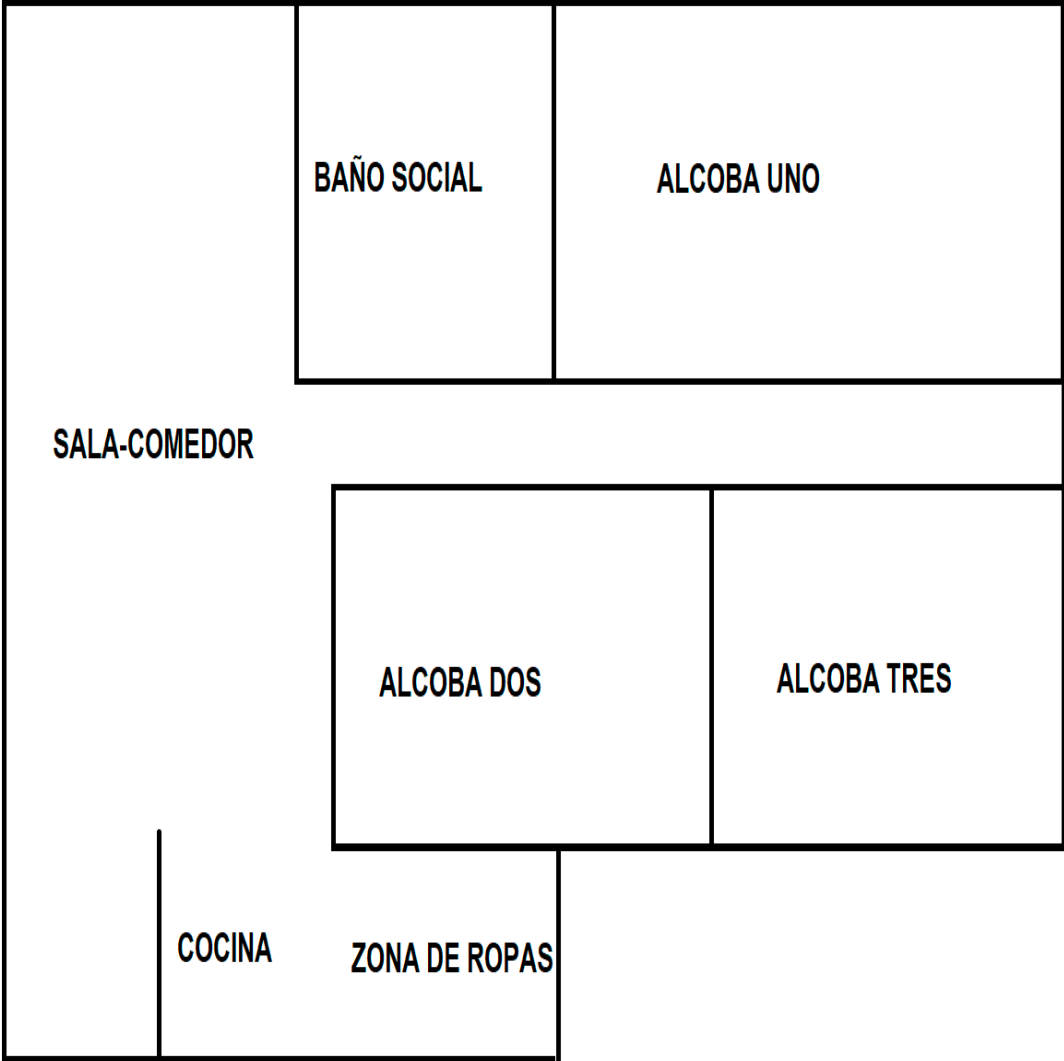 BAÑO SOCIAL
ALCOBA UNO
SALA-COMEDOR
ALCOBA DOS
ALCOBA TRES
COCINA
ZONA DE ROPAS